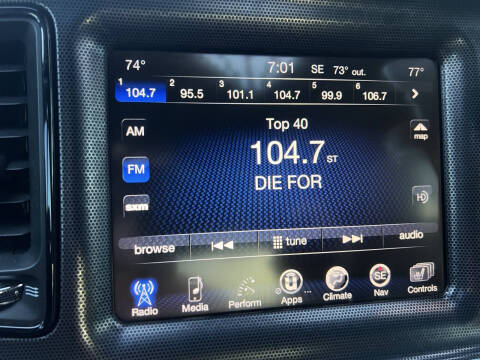 74° 7:01 SE 73° out. 77°
1 104.7 2 95.5 3 101.1 4 104.7 5 99.9 6 106.7
AM
Top 40
map
FM
104.7 ST
DIE FOR
sxm
HD
browse tune audio
SE
Radio Media Perform Apps Climate Nav Controls